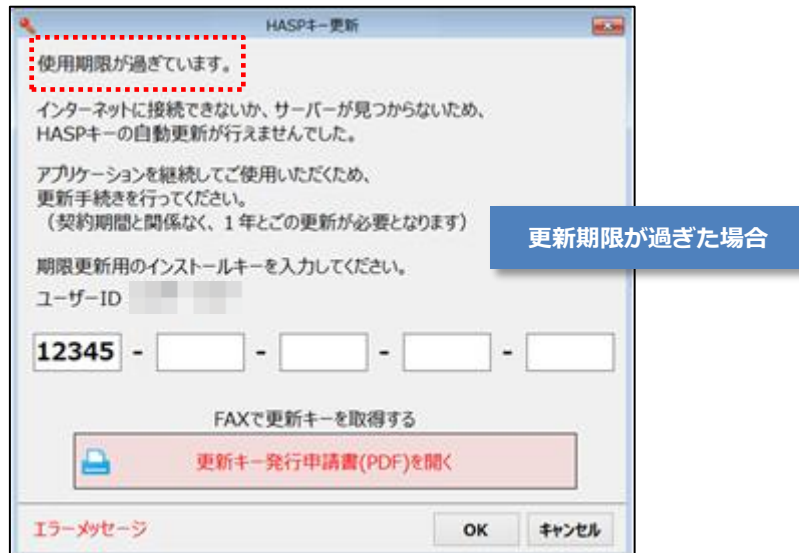 HASPキー更新
使用期限が過ぎています。
インターネットに接続できないか、サーバーが見つからないため、
HASPキーの自動更新が行えませんでした。
アプリケーションを継続してご使用いただくため、
更新手続きを行ってください。
（契約期間と関係なく、1年とごの更新が必要となります）
更新期限が過ぎた場合
期限更新用のインストールキーを入力してください。
ユーザーID
12345 - - - -
FAXで更新キーを取得する
更新キー発行申請書(PDF)を開く
エラーメッセージ OK キャンセル